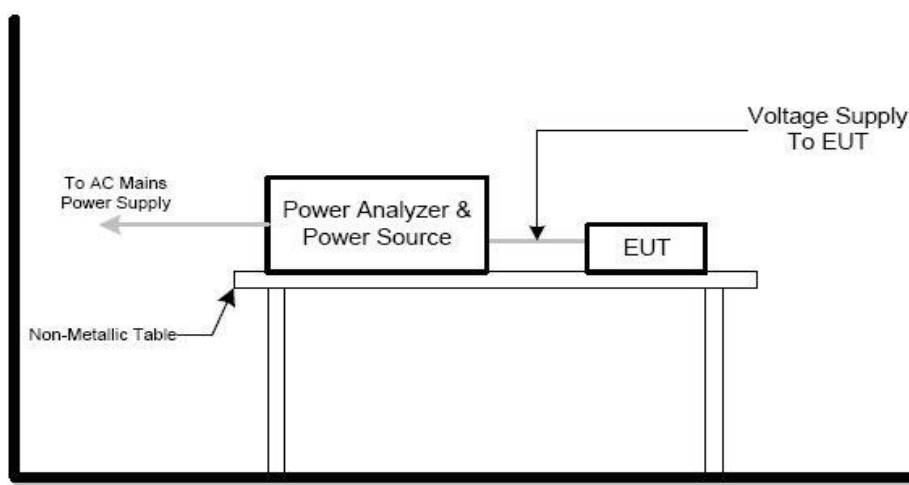 Voltage Supply
To EUT
To AC Mains
Power Supply
Power Analyzer &
Power Source
EUT
Non-Metallic Table